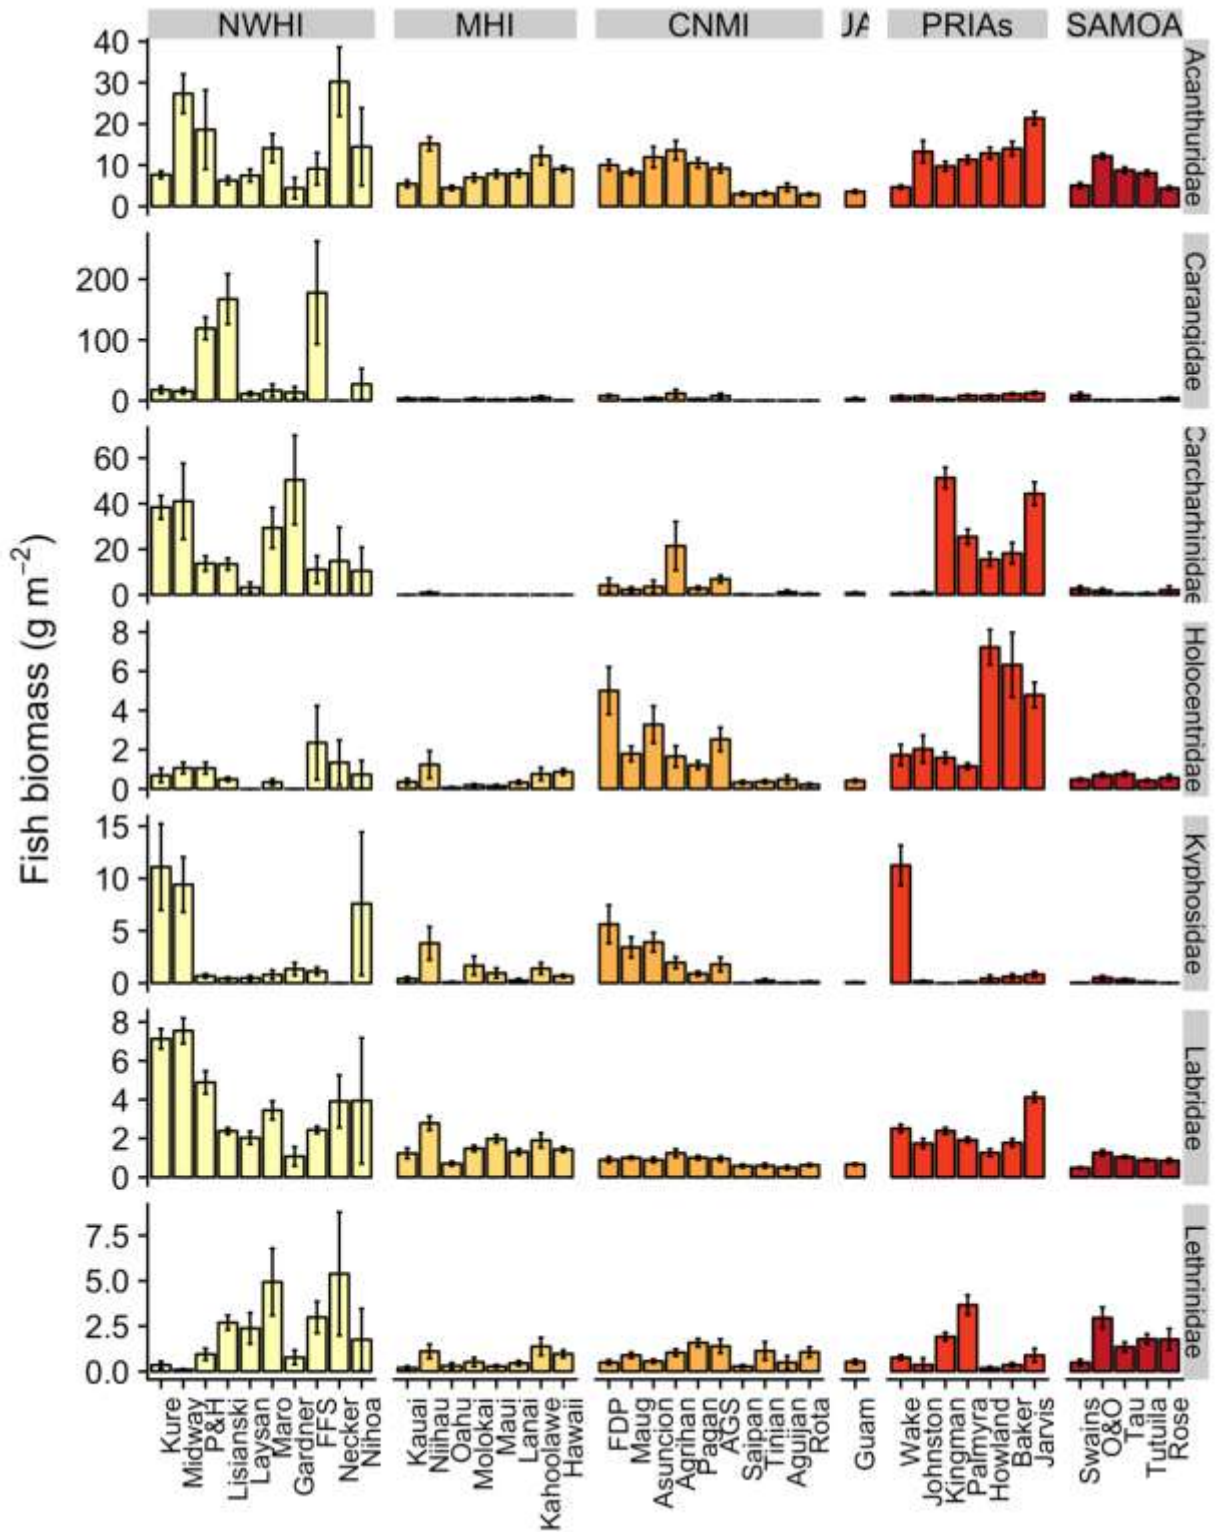 NWHI MHI CNMI UA PRIAs SAMOA
Fish biomass (g m−2)
40
30
20
10
0
Acanthuridae
200
100
0
Carangidae
60
40
20
0
Carcharhinidae
8
6
4
2
0
Holocentridae
15
10
5
0
Kyphosidae
8
6
4
2
0
Labridae
7.5
5.0
2.5
0.0
Lethrinidae
Kure
Midway
P&H
Lisianski
Laysan
Maro
Gardner
FFS
Necker
Nihoa
Kauai
Niihau
Oahu
Molokai
Maui
Lanai
Kahoolawe
Hawaii
FDP
Maug
Asuncion
Agrihan
Pagan
AGS
Saipan
Tinian
Aguijan
Rota
Guam
Wake
Johnston
Kingman
Palmyra
Howland
Baker
Jarvis
Swains
O&O
Tau
Tutuila
Rose